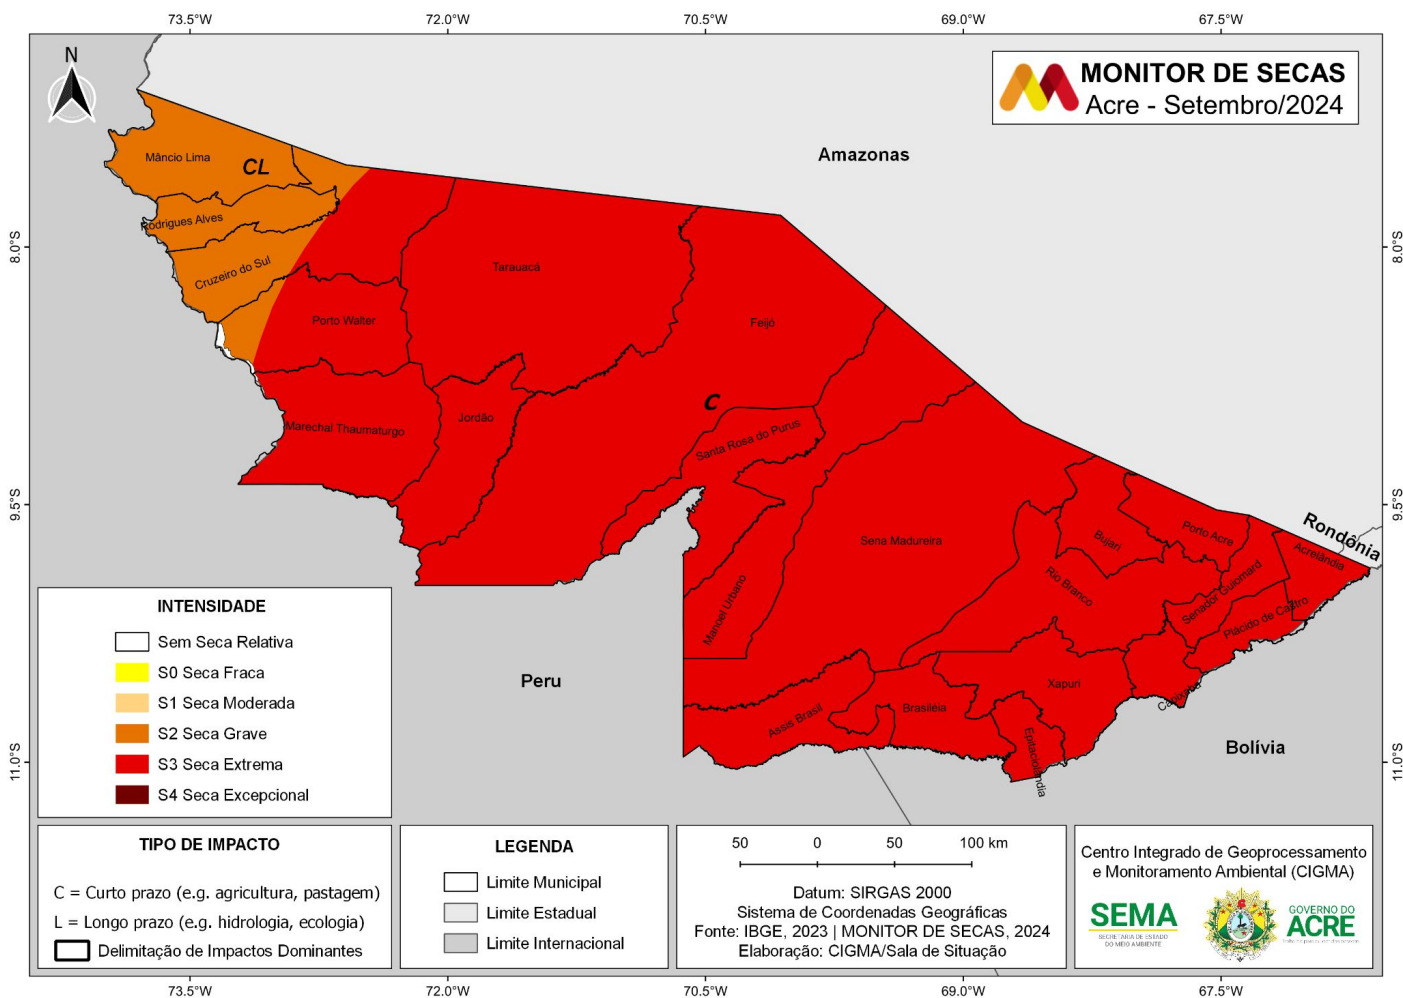 73.5°W 72.0°W 70.5°W 69.0°W 67.5°W
N
MONITOR DE SECAS
Acre - Setembro/2024
Amazonas
Mâncio Lima
CL
Rodrigues Alves
Cruzeiro do Sul
8.0°S 8.0°S
Tarauacá
Porto Walter
Feijó
C
Jordão
Marechal Thaumaturgo
Santa Rosa do Purus
9.5°S 9.5°S
Sena Madureira
Manoel Urbano
Bujari
Porto Acre
Rondônia
Acrelândia
Rio Branco
Senador Guiomard
Plácido de Castro
Xapuri
Capixaba
Assis Brasil
Brasiléia
Epitaciolândia
Peru
Bolívia
11.0°S 11.0°S
INTENSIDADE
Sem Seca Relativa
S0 Seca Fraca
S1 Seca Moderada
S2 Seca Grave
S3 Seca Extrema
S4 Seca Excepcional
TIPO DE IMPACTO
C = Curto prazo (e.g. agricultura, pastagem)
L = Longo prazo (e.g. hidrologia, ecologia)
Delimitação de Impactos Dominantes
LEGENDA
Limite Municipal
Limite Estadual
Limite Internacional
50 0 50 100 km
Datum: SIRGAS 2000
Sistema de Coordenadas Geográficas
Fonte: IBGE, 2023 | MONITOR DE SECAS, 2024
Elaboração: CIGMA/Sala de Situação
Centro Integrado de Geoprocessamento
e Monitoramento Ambiental (CIGMA)
SEMA
SECRETARIA DE ESTADO
DO MEIO AMBIENTE
GOVERNO DO
ACRE
73.5°W 72.0°W 70.5°W 69.0°W 67.5°W